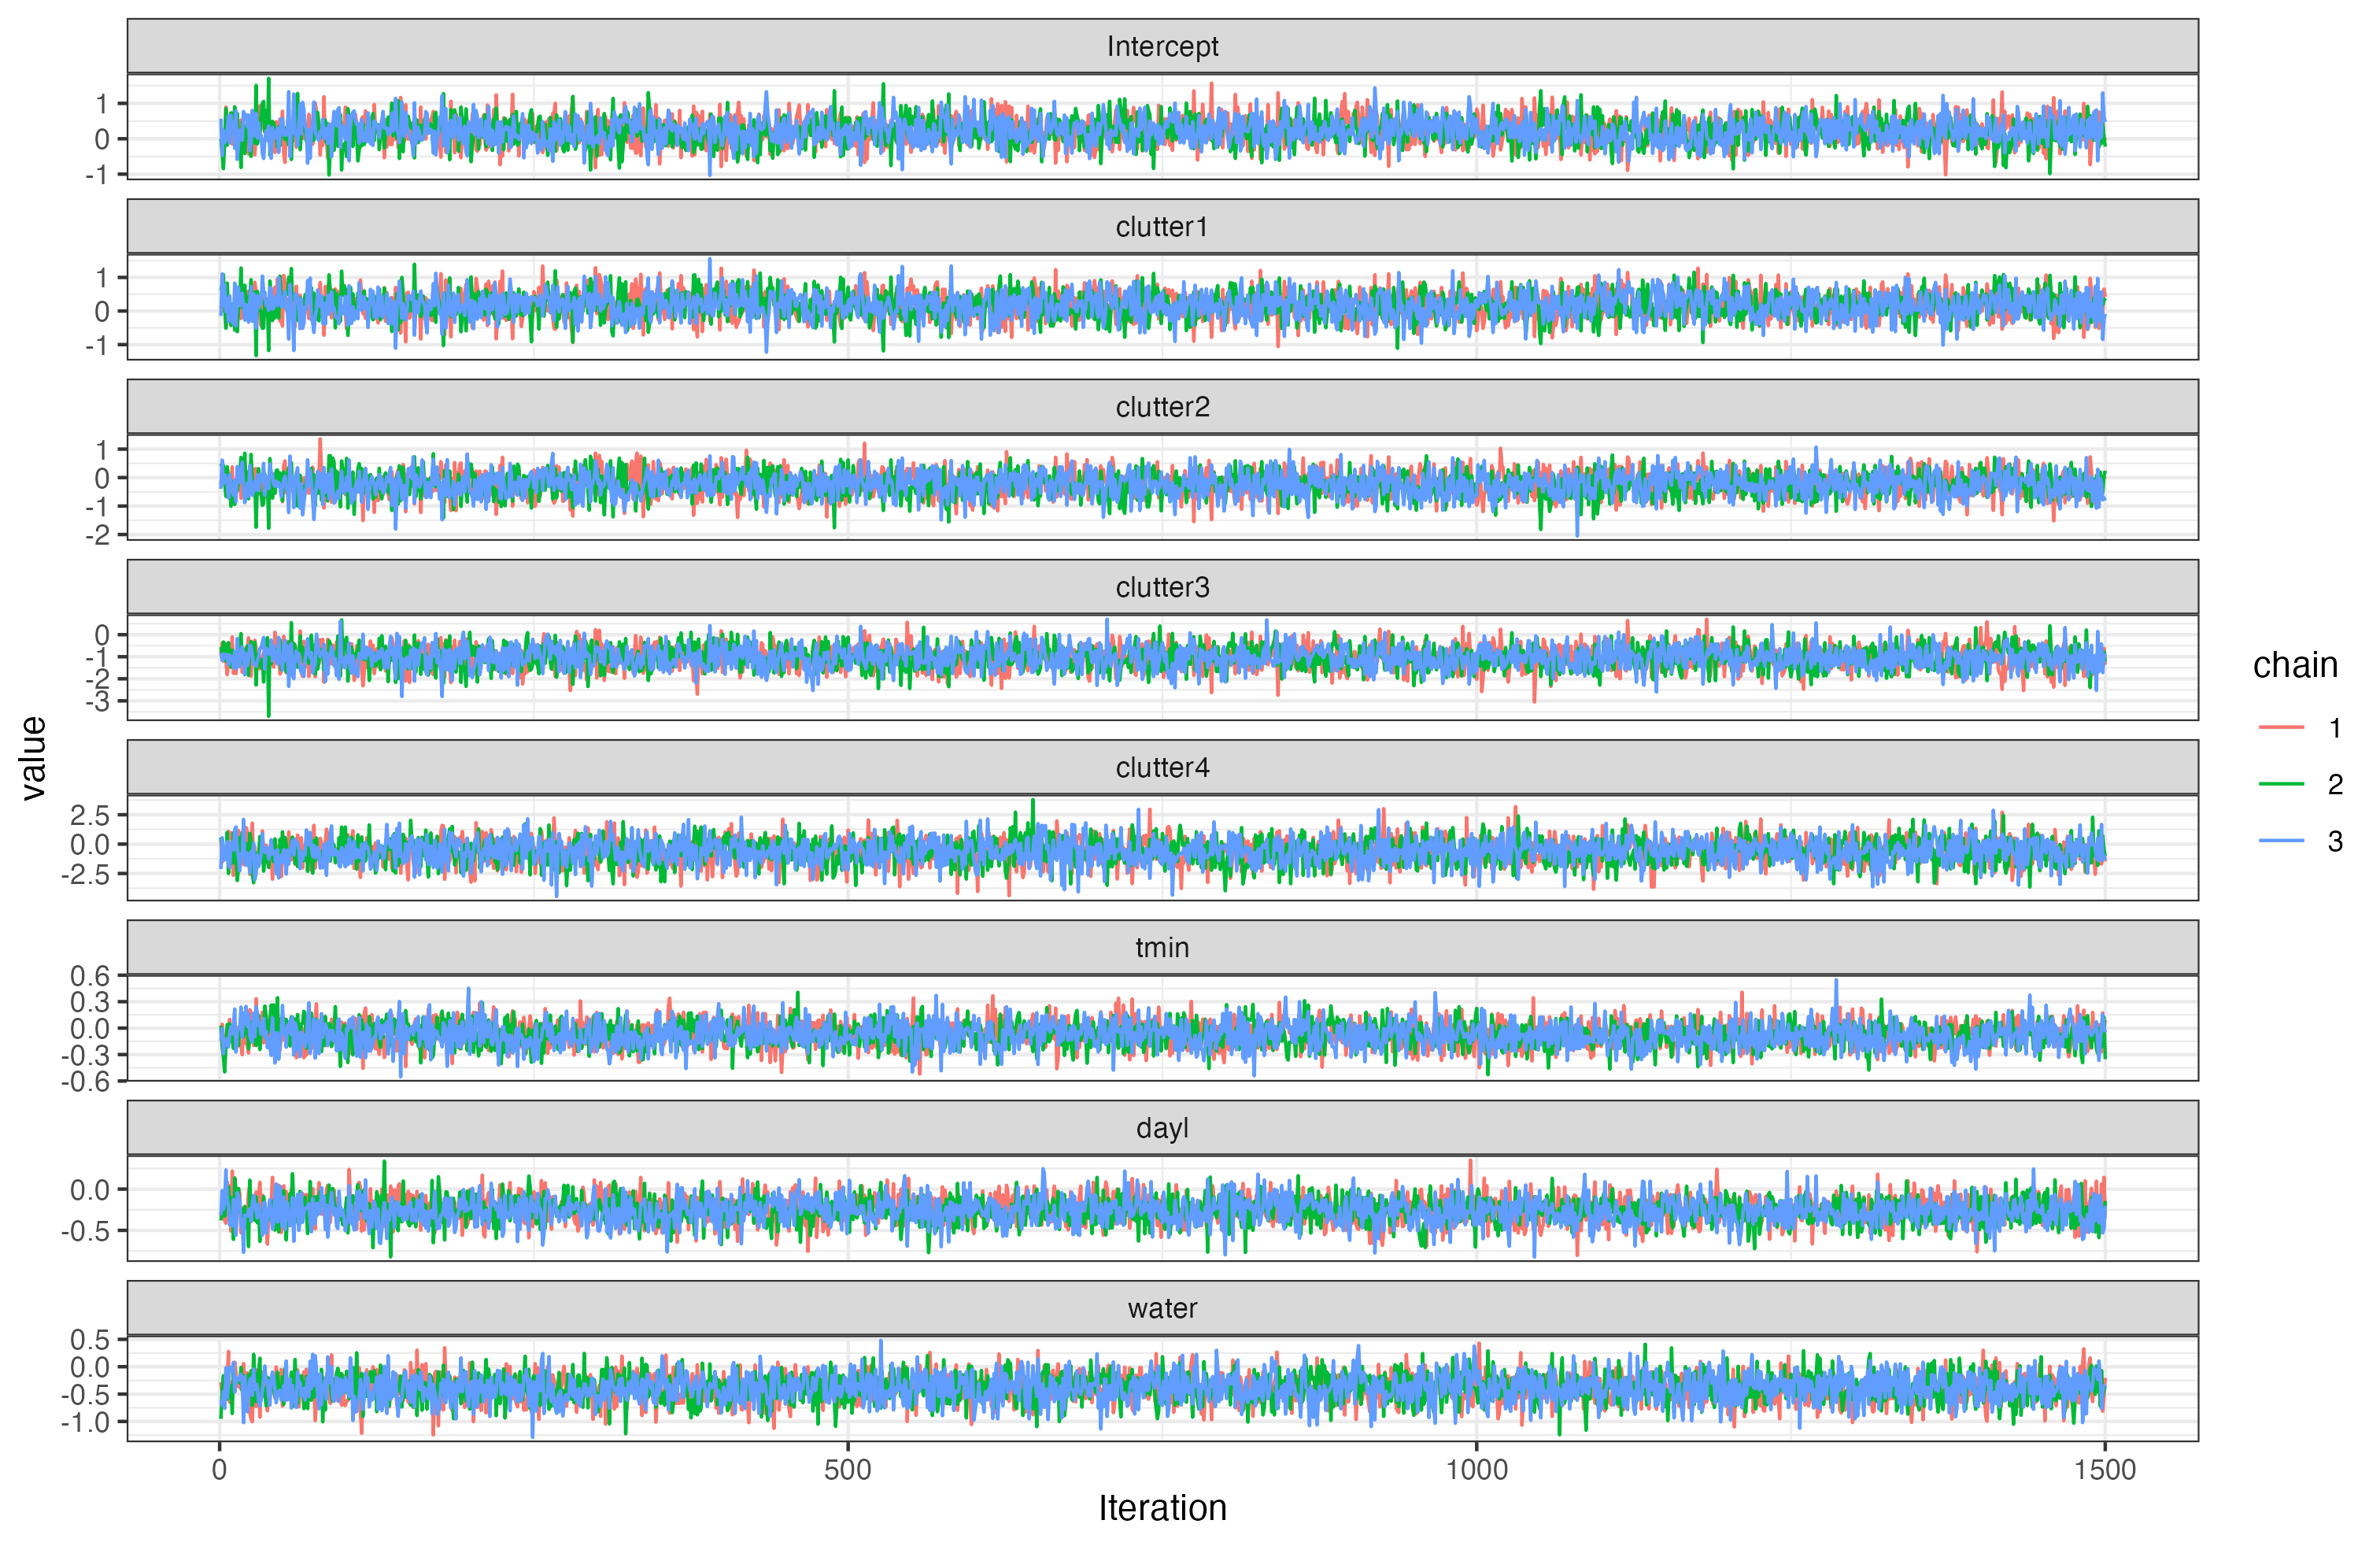 Intercept
1
0
-1
clutter1
1
0
-1
clutter2
1
0
-1
-2
clutter3
0
-1
-2
-3
clutter4
2.5
0.0
-2.5
tmin
0.6
0.3
0.0
-0.3
-0.6
dayl
0.0
-0.5
water
0.5
0.0
-0.5
-1.0
0 500 1000 1500
Iteration
value
chain
1
2
3